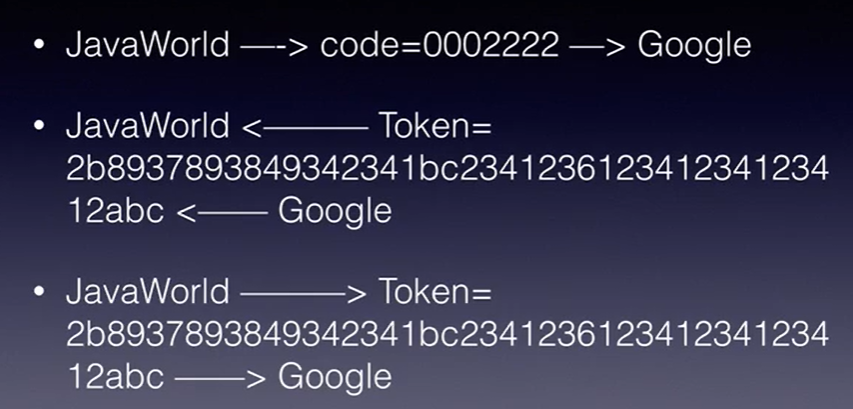 • JavaWorld —-> code=0002222 —> Google
• JavaWorld <——— Token=
2b8937893849342341bc2341236123412341234
12abc <—— Google
• JavaWorld ———> Token=
2b8937893849342341bc2341236123412341234
12abc ——> Google